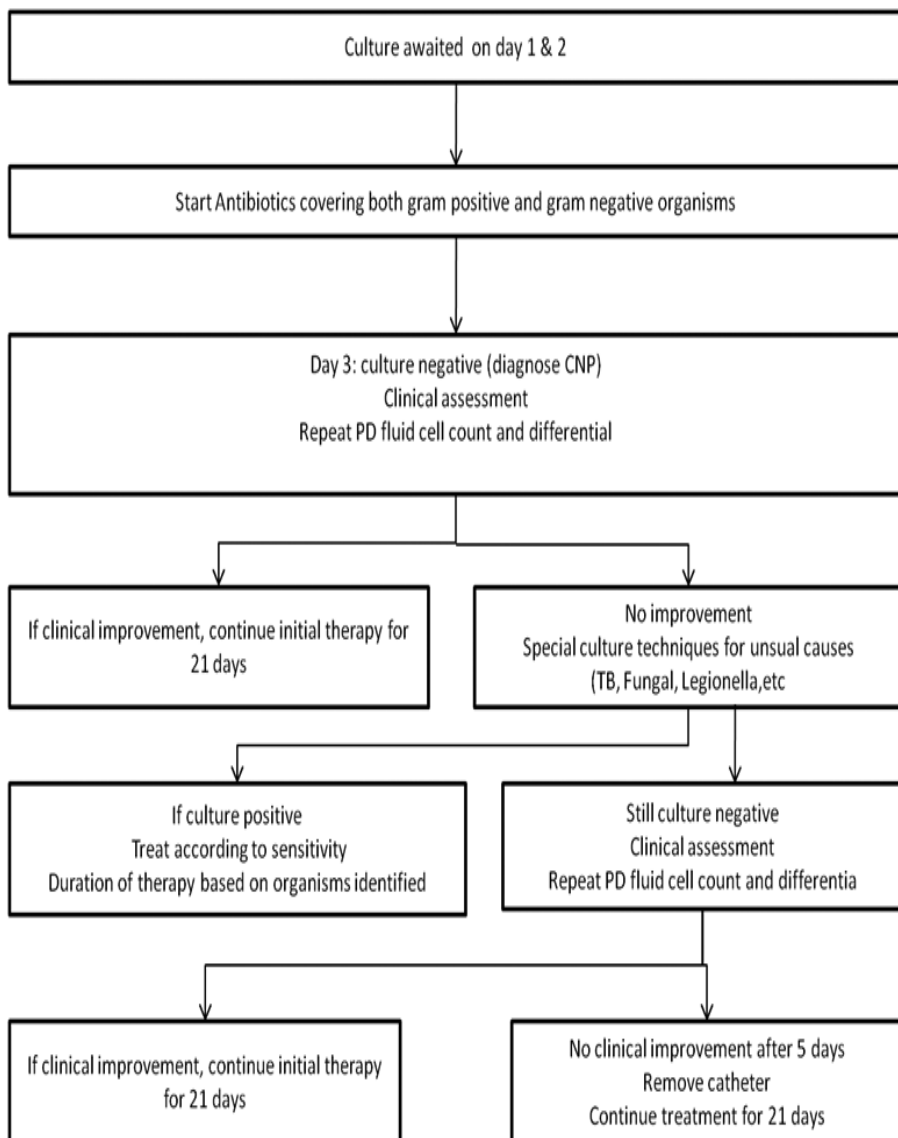 Culture awaited on day 1 & 2
Start Antibiotics covering both gram positive and gram negative organisms
Day 3: culture negative (diagnose CNP)
Clinical assessment
Repeat PD fluid cell count and differential
If clinical improvement, continue initial therapy for
21 days
No improvement
Special culture techniques for unsual causes
(TB, Fungal, Legionella,etc
If culture positive
Treat according to sensitivity
Duration of therapy based on organisms identified
Still culture negative
Clinical assessment
Repeat PD fluid cell count and differentia
If clinical improvement, continue initial therapy
for 21 days
No clinical improvement after 5 days
Remove catheter
Continue treatment for 21 days